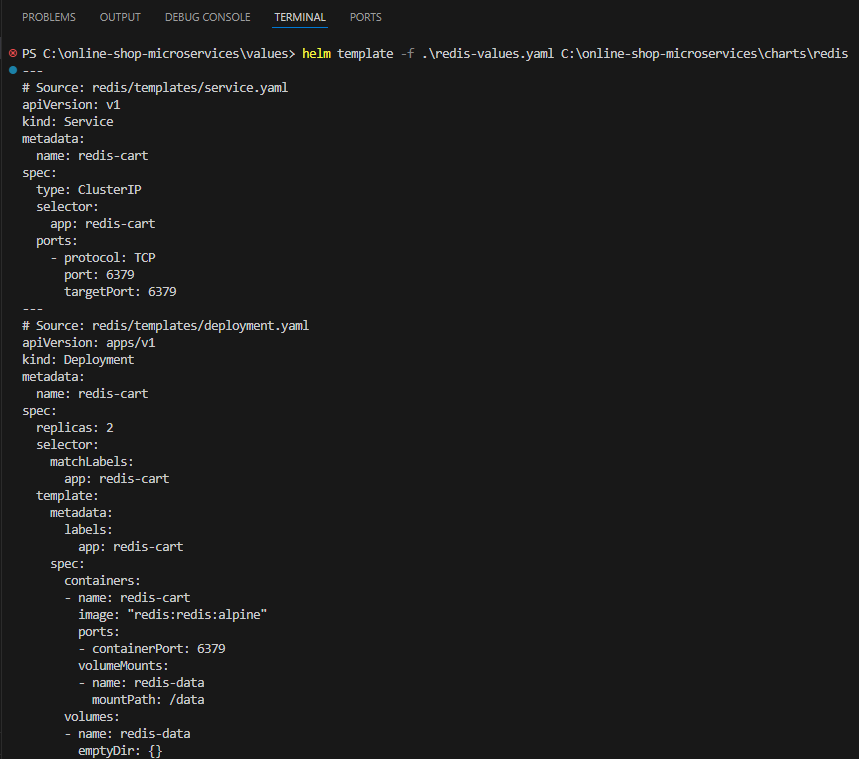 PROBLEMS OUTPUT DEBUG CONSOLE TERMINAL PORTS
PS C:\online-shop-microservices\values> helm template -f .\redis-values.yaml C:\online-shop-microservices\charts\redis
---
# Source: redis/templates/service.yaml
apiVersion: v1
kind: Service
metadata:
  name: redis-cart
spec:
  type: ClusterIP
  selector:
    app: redis-cart
  ports:
    - protocol: TCP
      port: 6379
      targetPort: 6379
---
# Source: redis/templates/deployment.yaml
apiVersion: apps/v1
kind: Deployment
metadata:
  name: redis-cart
spec:
  replicas: 2
  selector:
    matchLabels:
      app: redis-cart
  template:
    metadata:
      labels:
        app: redis-cart
    spec:
      containers:
      - name: redis-cart
        image: "redis:redis:alpine"
        ports:
        - containerPort: 6379
        volumeMounts:
        - name: redis-data
          mountPath: /data
      volumes:
      - name: redis-data
        emptyDir: {}